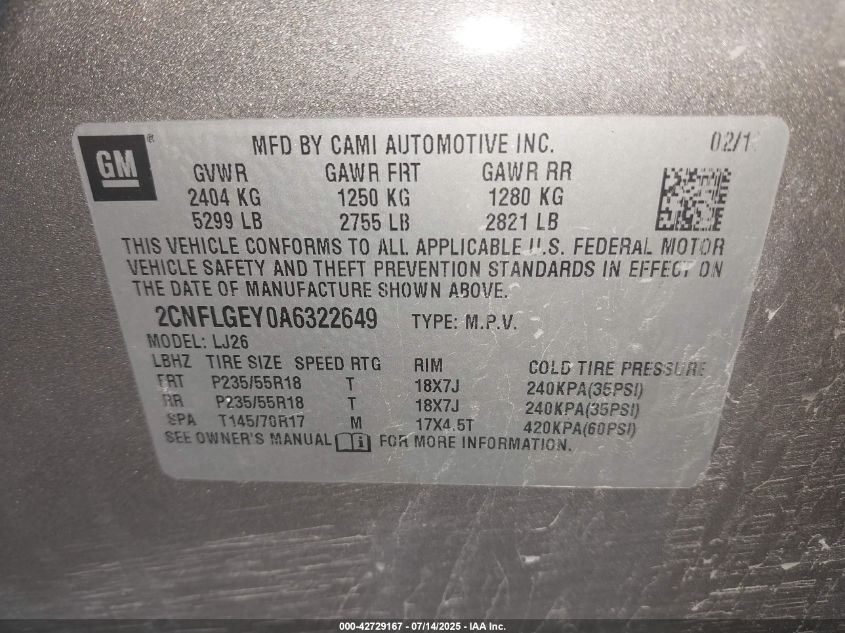 GM ®
MFD BY CAMI AUTOMOTIVE INC.
GVWR GAWR FRT GAWR RR
2404 KG 1250 KG 1280 KG
5299 LB 2755 LB 2821 LB
THIS VEHICLE CONFORMS TO ALL APPLICABLE U.S. FEDERAL MOTOR
VEHICLE SAFETY AND THEFT PREVENTION STANDARDS IN EFFECT ON
THE DATE OF MANUFACTURE SHOWN ABOVE.
2CNFLGEY0A6322649 TYPE: M.P.V.
MODEL: LJ26
LBHZ TIRE SIZE SPEED RTG RIM COLD TIRE PRESSURE
FRT P235/55R18 T 18X7J 240KPA(35PSI)
RR P235/55R18 T 18X7J 240KPA(35PSI)
SPA T145/70R17 M 17X4.5T 420KPA(60PSI)
SEE OWNER'S MANUAL FOR MORE INFORMATION.
000-42729167 - 07/14/2025 - IAA Inc.